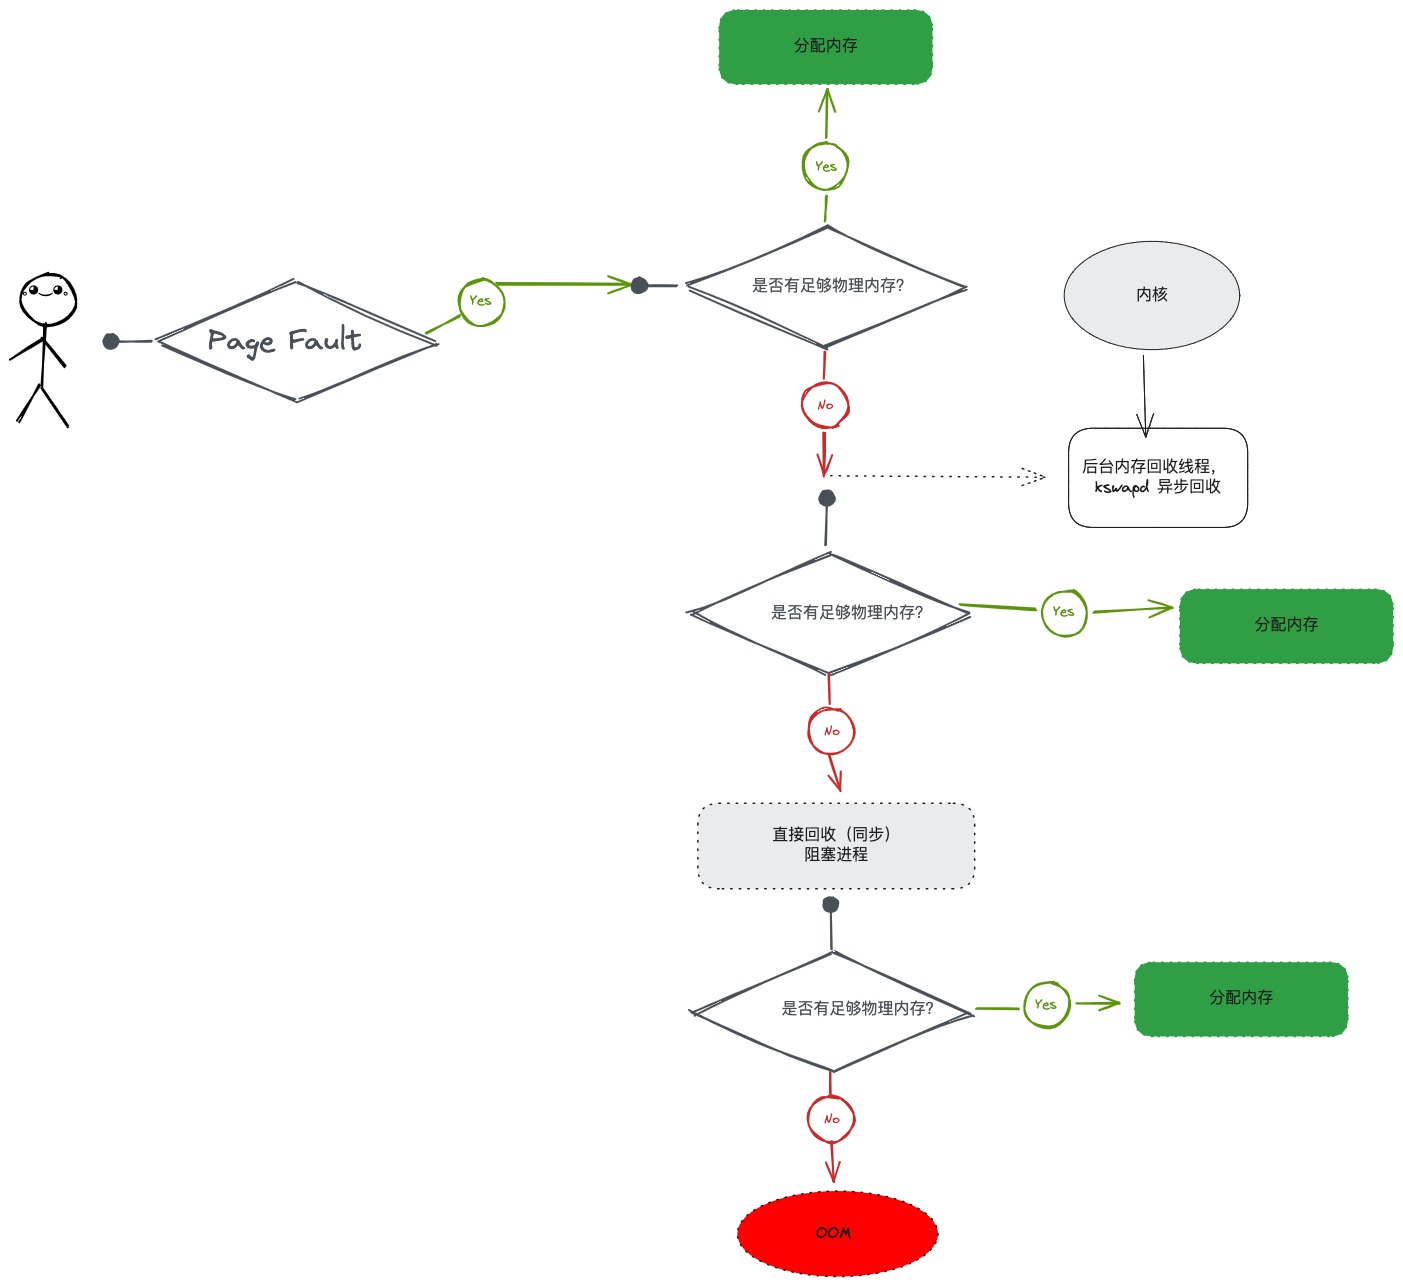 分配内存
Yes
是否有足够物理内存?
Page Fault
Yes
内核
No
后台内存回收线程，
kswapd 异步回收
是否有足够物理内存?
Yes
分配内存
No
直接回收（同步）
阻塞进程
是否有足够物理内存?
Yes
分配内存
No
OOM